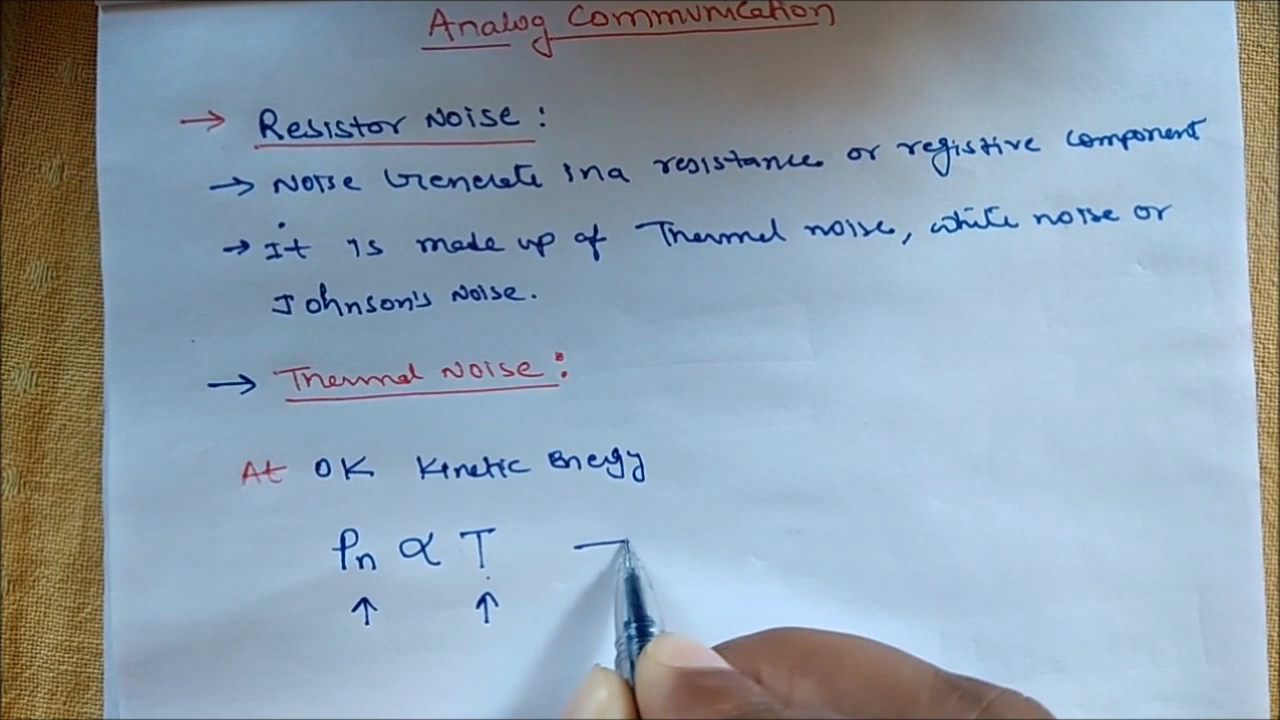 Analog Communication
→ Resistor Noise:
→ Noise Generate in a resistance or registive component
→ It is made up of Thermal noise, white noise or
Johnson's Noise.
→ Thermal Noise:
At 0K Kinetic Energy
Pn ∝ T —
↑ ↑